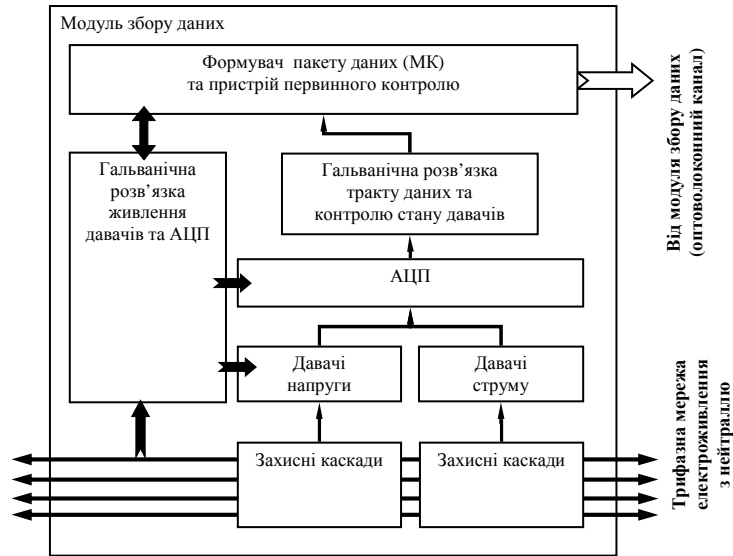 Модуль збору даних
Формувач пакету даних (МК)
та пристрій первинного контролю
Гальванічна
розв'язка
живлення
давачів та АЦП
Гальванічна розв'язка
тракту даних та
контролю стану давачів
АЦП
Давачі
напруги
Давачі
струму
Захисні каскади
Захисні каскади
Від модуля збору даних
(оптоволоконний канал)
Трифазна мережа
електроживлення
з нейтраллю